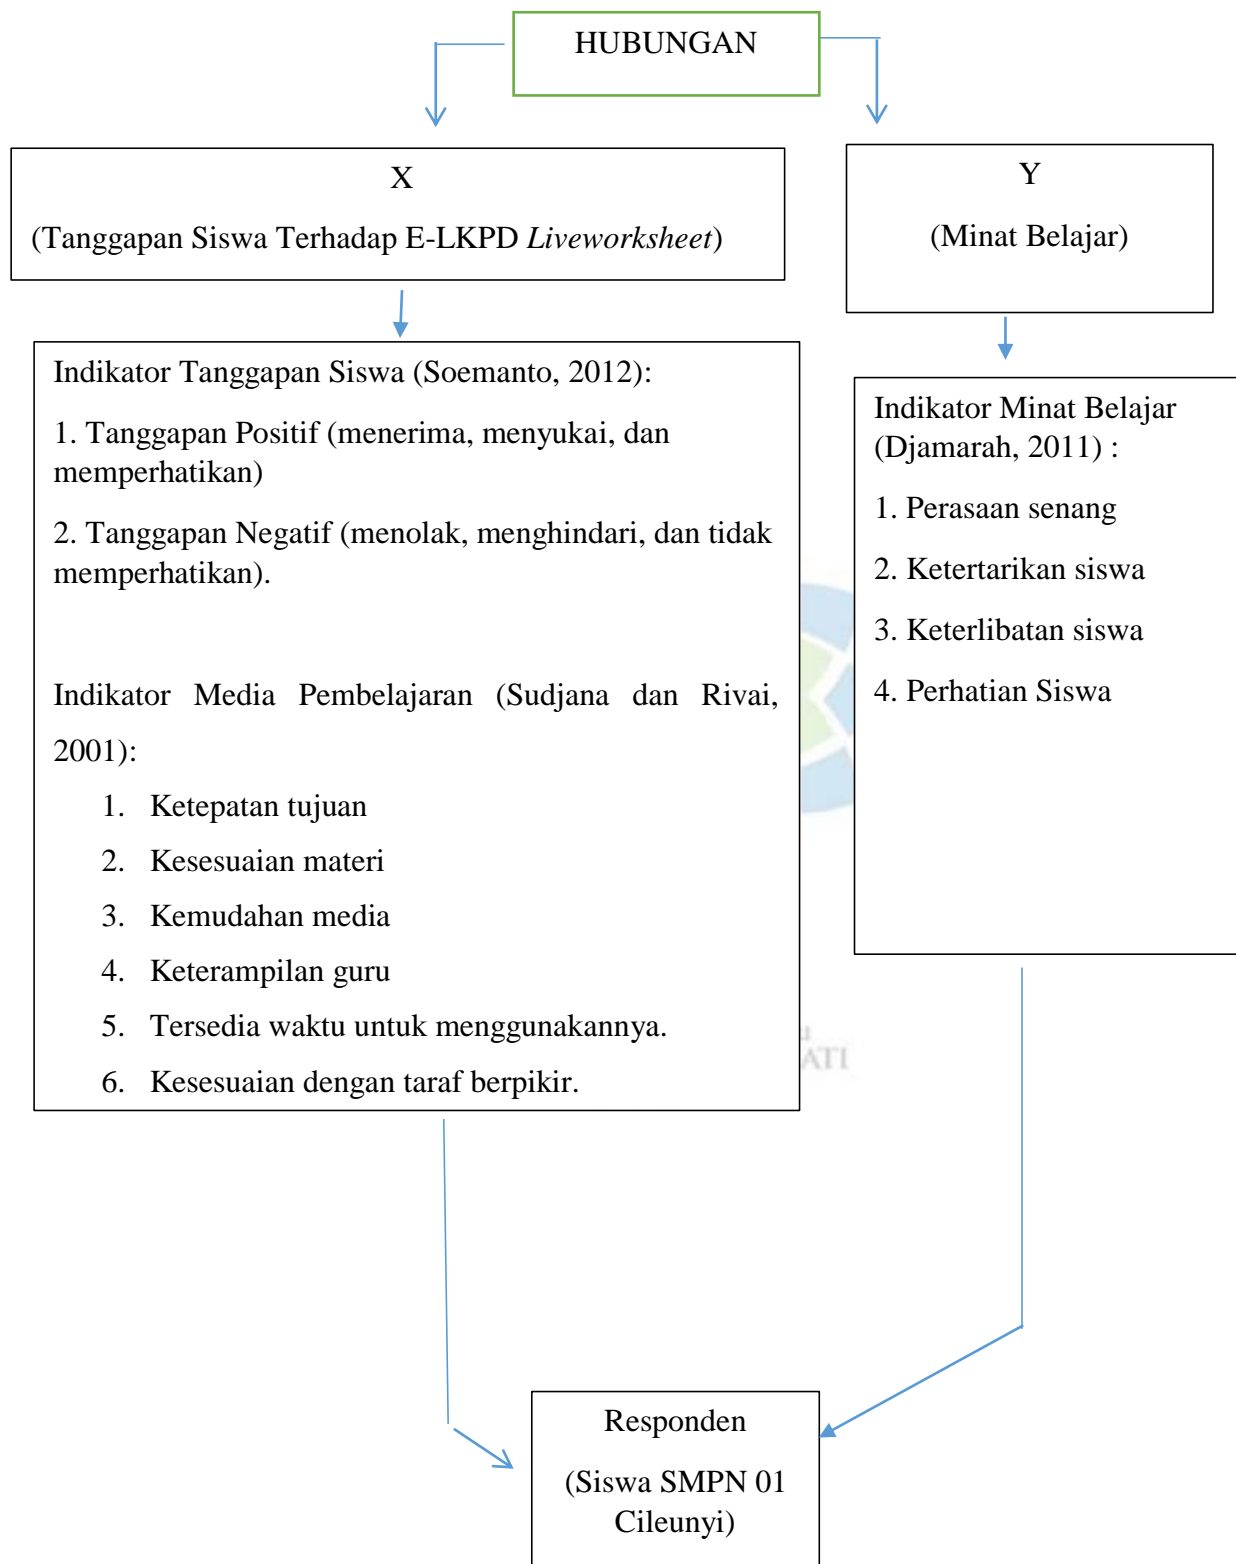 HUBUNGAN
X
(Tanggapan Siswa Terhadap E-LKPD Liveworksheet)
Y
(Minat Belajar)
Indikator Tanggapan Siswa (Soemanto, 2012):
1. Tanggapan Positif (menerima, menyukai, dan
memperhatikan)
2. Tanggapan Negatif (menolak, menghindari, dan tidak
memperhatikan).
Indikator Media Pembelajaran (Sudjana dan Rivai,
2001):
1. Ketepatan tujuan
2. Kesesuaian materi
3. Kemudahan media
4. Keterampilan guru
5. Tersedia waktu untuk menggunakannya.
6. Kesesuaian dengan taraf berpikir.
Indikator Minat Belajar
(Djamarah, 2011) :
1. Perasaan senang
2. Ketertarikan siswa
3. Keterlibatan siswa
4. Perhatian Siswa
ATI
Responden
(Siswa SMPN 01
Cileunyi)